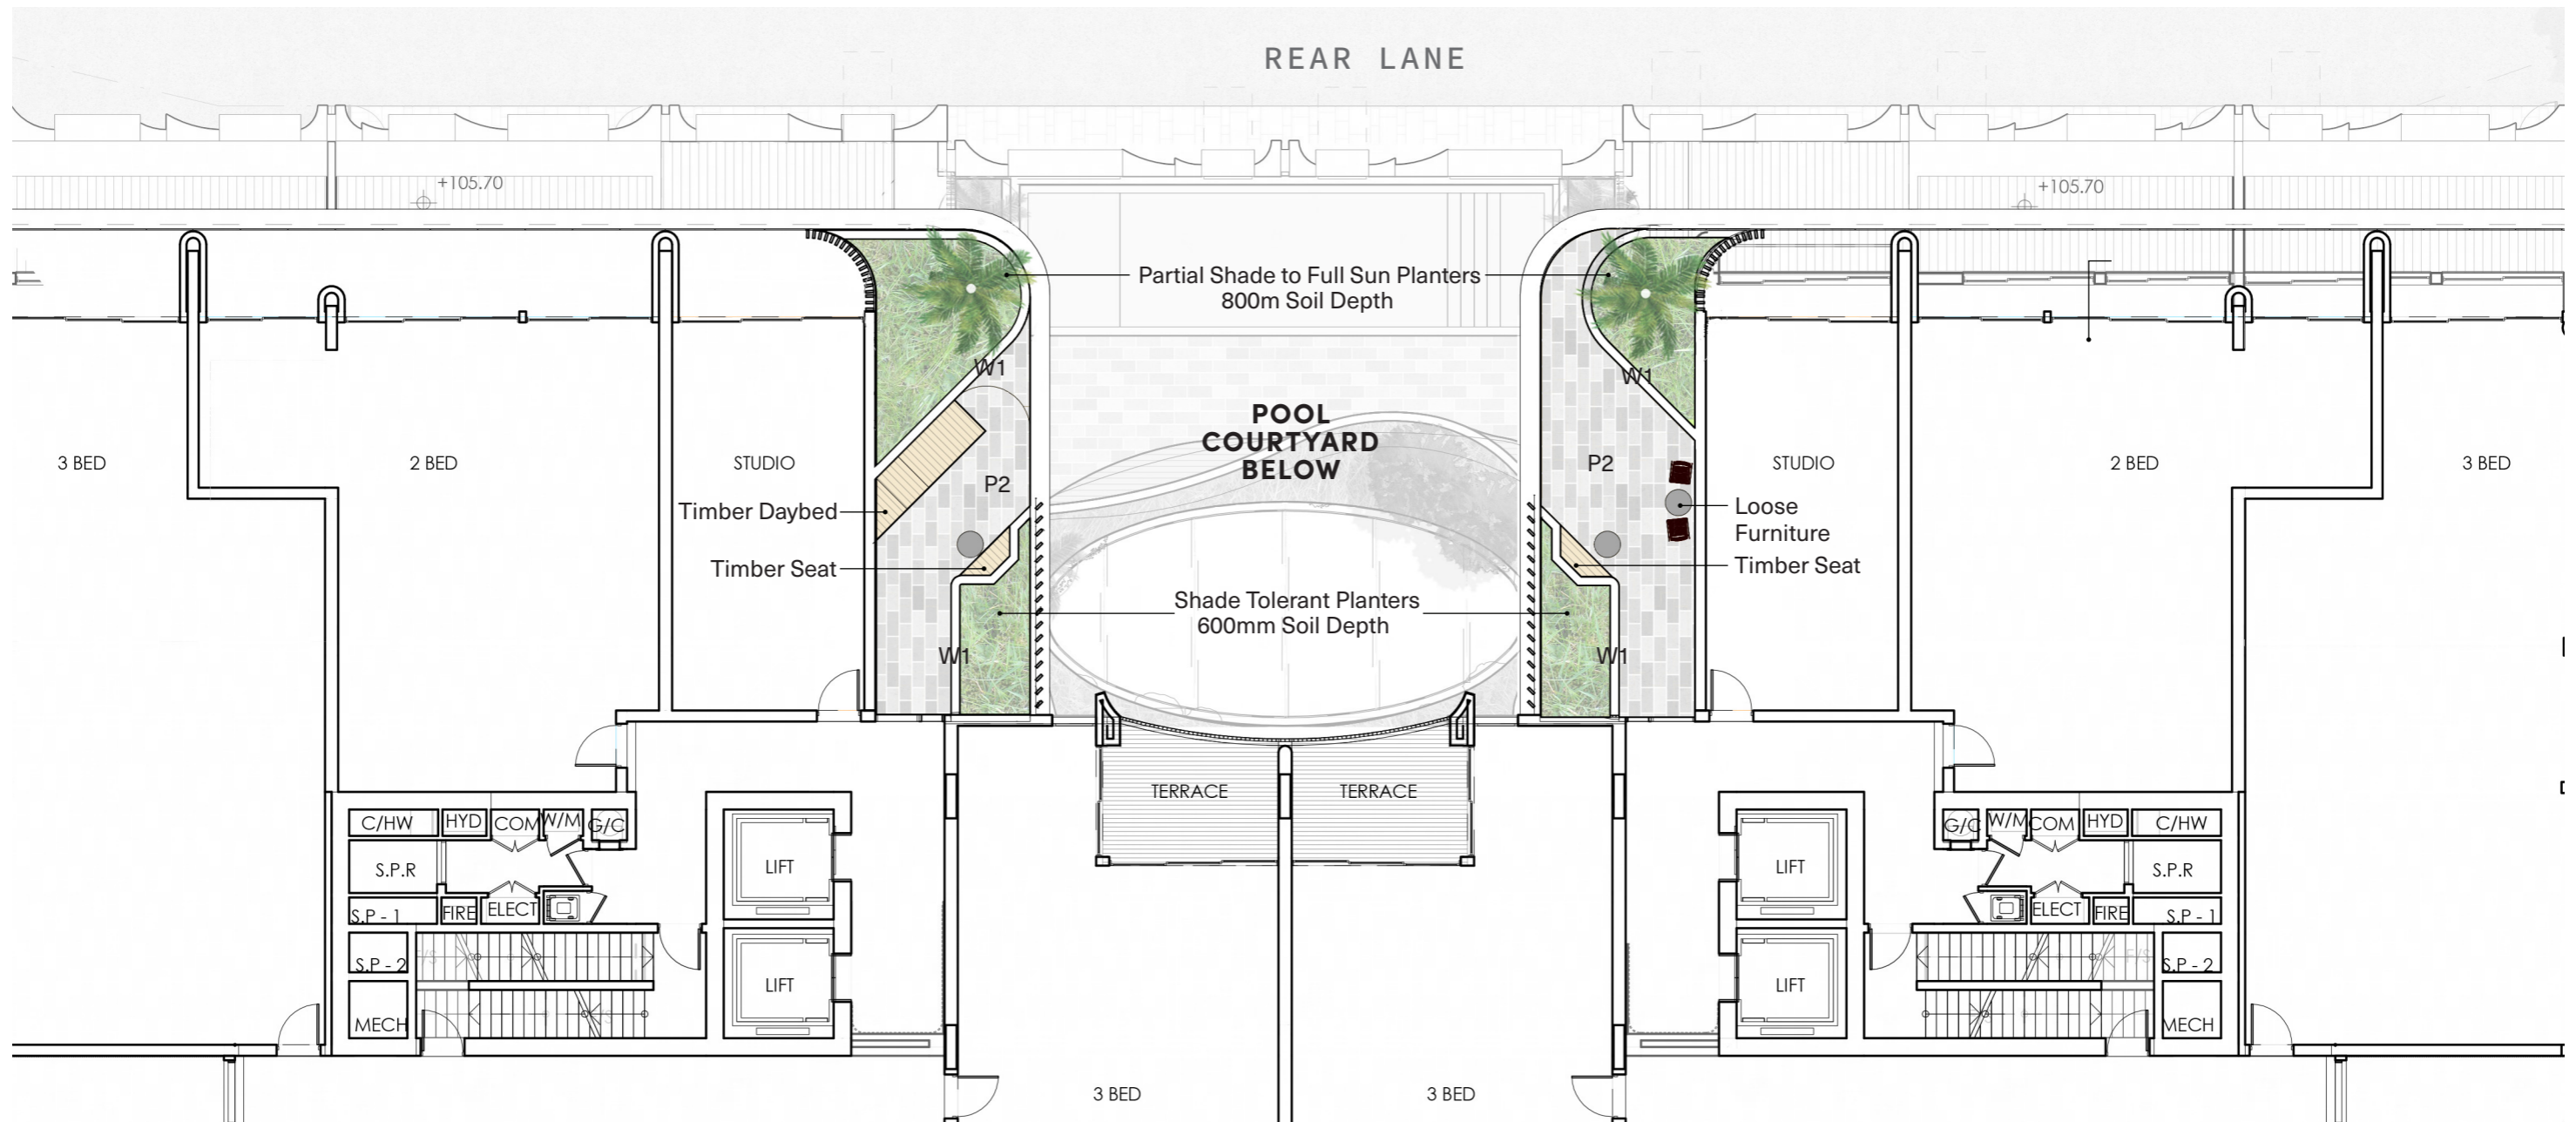 REAR LANE
+105.70
+105.70
Partial Shade to Full Sun Planters
800m Soil Depth
W1
W1
POOL
COURTYARD
BELOW
3 BED
2 BED
STUDIO
P2
P2
STUDIO
2 BED
3 BED
Timber Daybed
Loose
Furniture
Timber Seat
Timber Seat
Shade Tolerant Planters
600mm Soil Depth
W1
W1
TERRACE
TERRACE
C/HW
HYD
COM
W/M
G/C
G/C
W/M
COM
HYD
C/HW
S.P.R
LIFT
LIFT
S.P.R
S.P - 1
FIRE
ELECT
ELECT
FIRE
S.P - 1
S.P - 2
F/S
F/S
S.P - 2
LIFT
LIFT
MECH
MECH
3 BED
3 BED